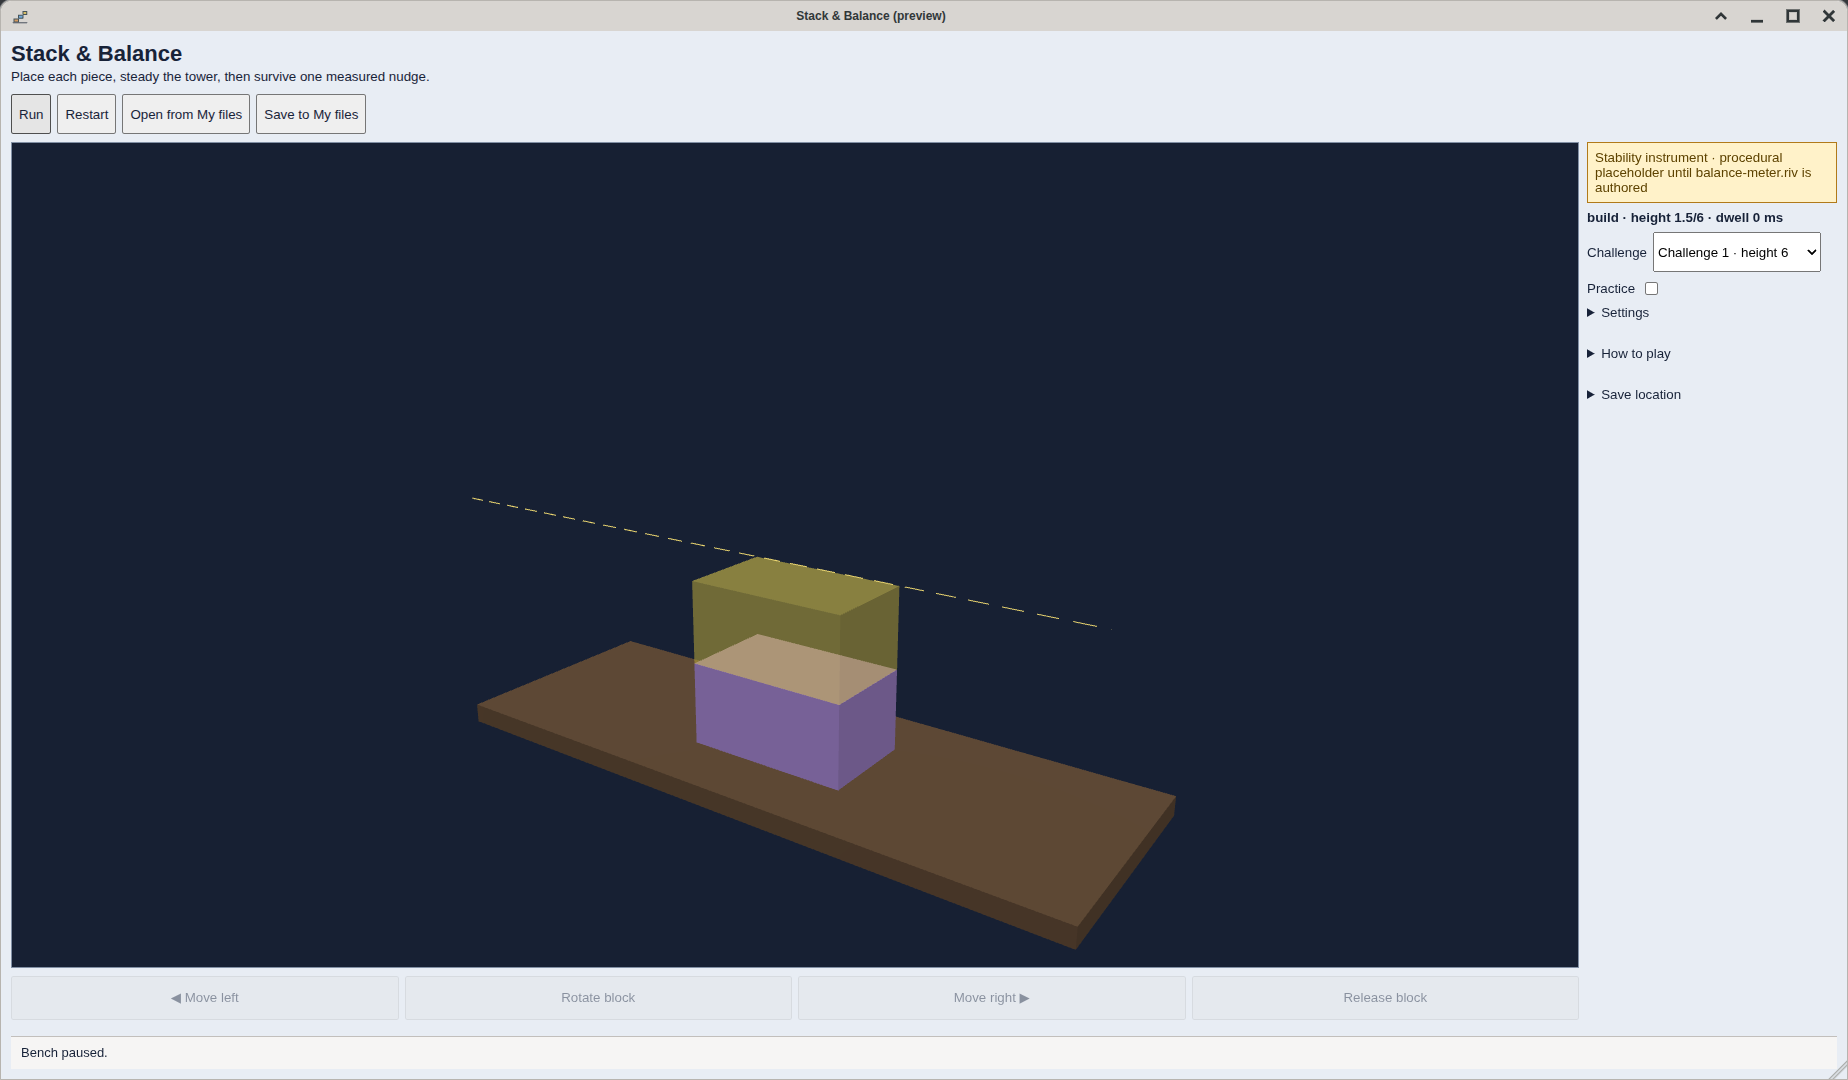 Stack & Balance (preview)
Stack & Balance
Place each piece, steady the tower, then survive one measured nudge.
Run
Restart
Open from My files
Save to My files
Stability instrument · procedural
placeholder until balance-meter.riv is
authored
build · height 1.5/6 · dwell 0 ms
Challenge
Challenge 1 · height 6
Practice
▶ Settings
▶ How to play
▶ Save location
◀ Move left
Rotate block
Move right ▶
Release block
Bench paused.